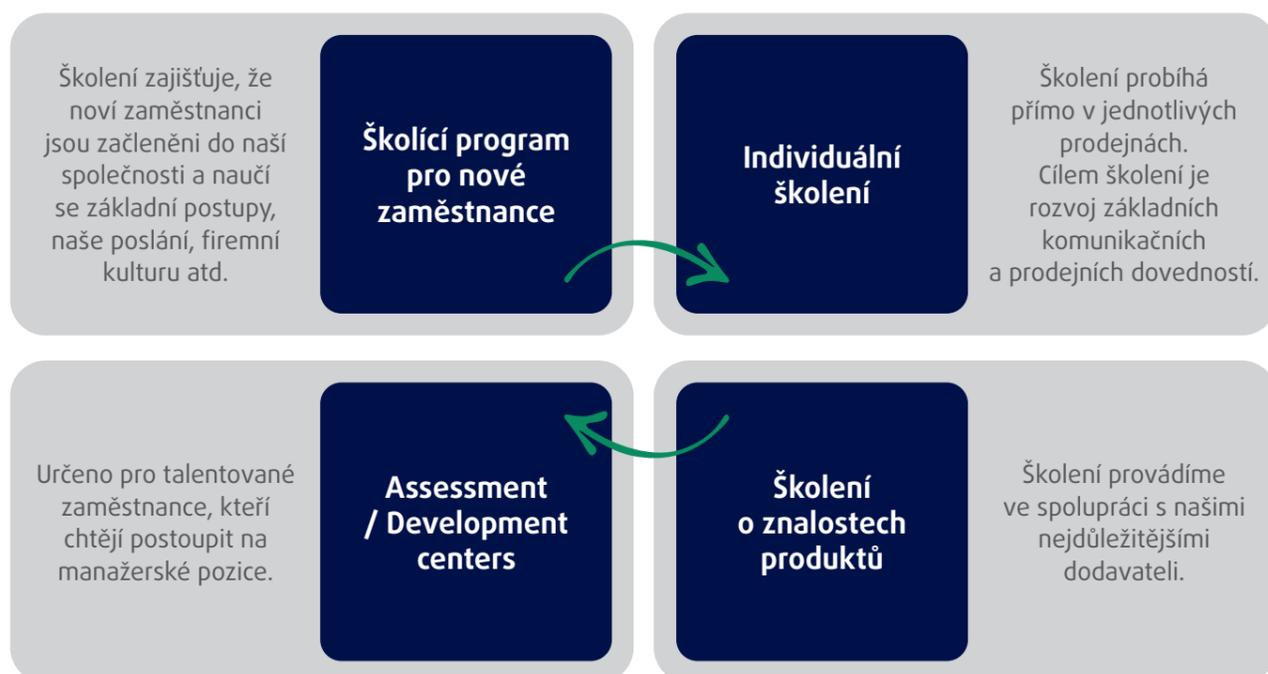 Školení zajišťuje, že
noví zaměstnanci
jsou začleněni do naší
společnosti a naučí
se základní postupy,
naše poslání, firemní
kulturu atd.
Školící program
pro nové
zaměstnance
Individuální
školení
Školení probíhá
přímo v jednotlivých
prodejnách.
Cílem školení je
rozvoj základních
komunikačních
a prodejních dovedností.
Určeno pro talentované
zaměstnance, kteří
chtějí postoupit na
manažerské pozice.
Assessment
/ Development
centers
Školení
o znalostech
produktů
Školení provádíme
ve spolupráci s našimi
nejdůležitějšími
dodavateli.